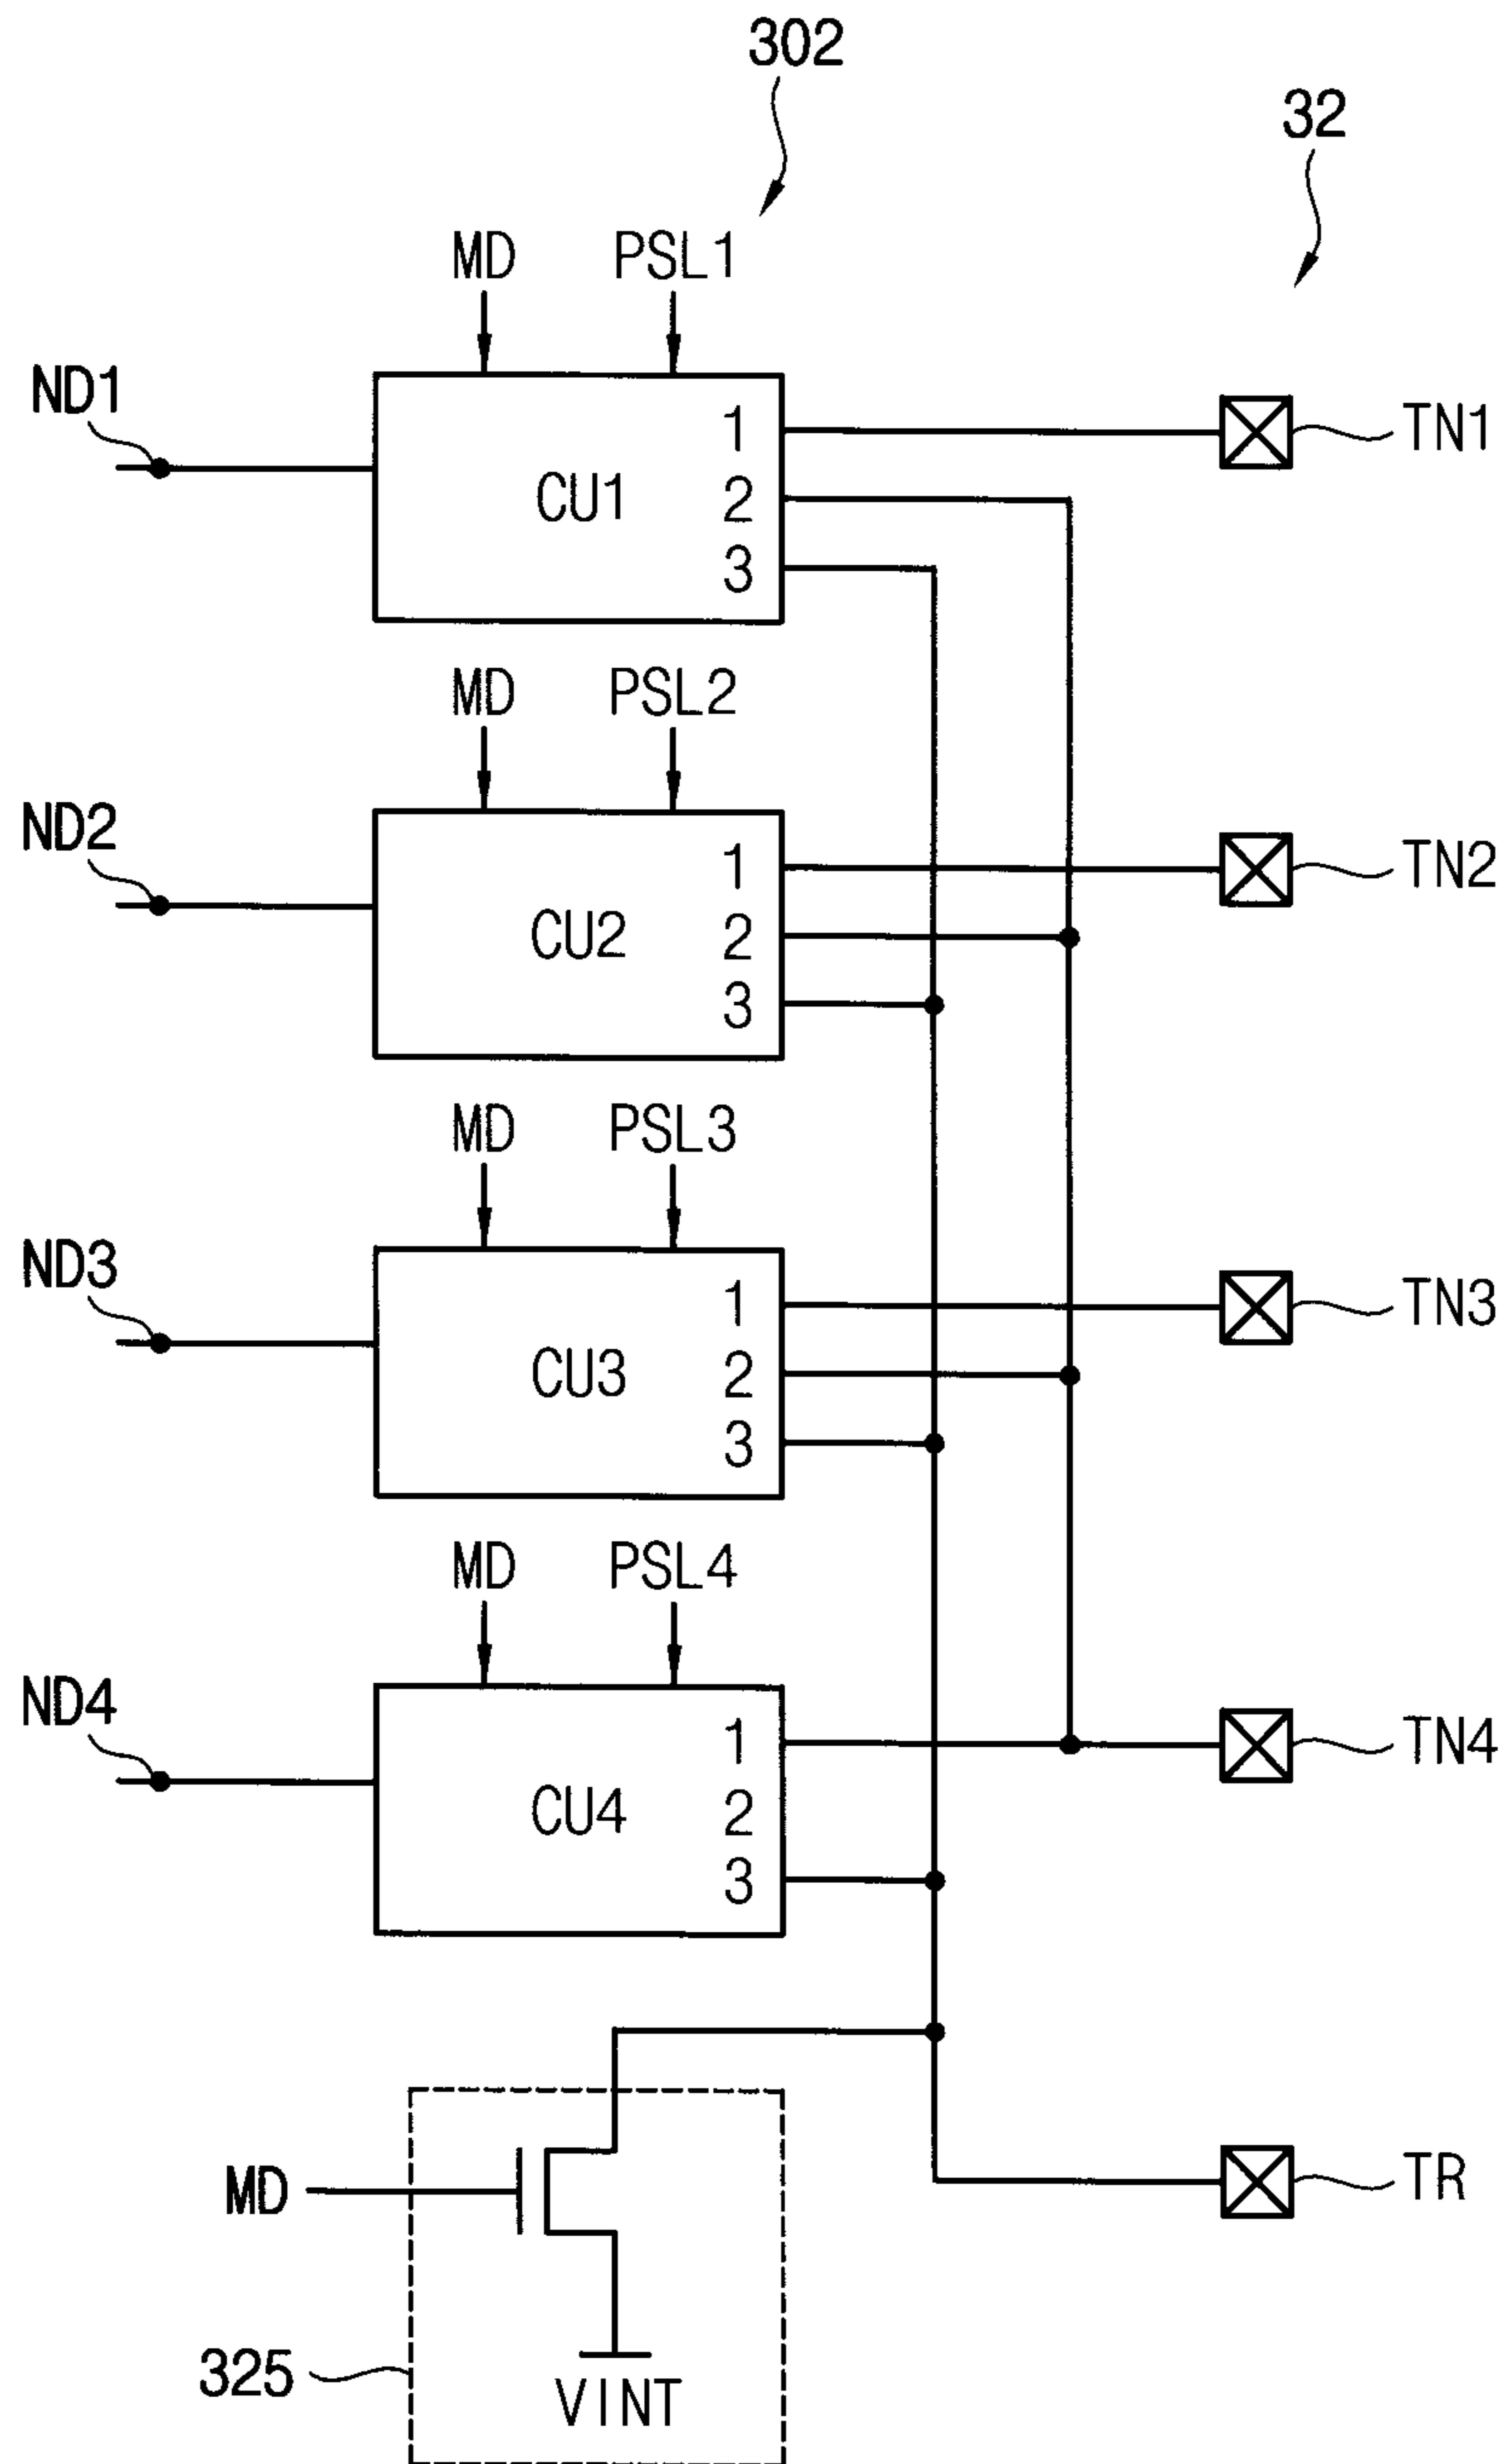 302
32
MD PSL1
ND1
1 TN1
CU1 2
3
MD PSL2
ND2
1 TN2
CU2 2
3
MD PSL3
ND3
1 TN3
CU3 2
3
MD PSL4
ND4
1 TN4
CU4 2
3
MD
TR
325
VINT